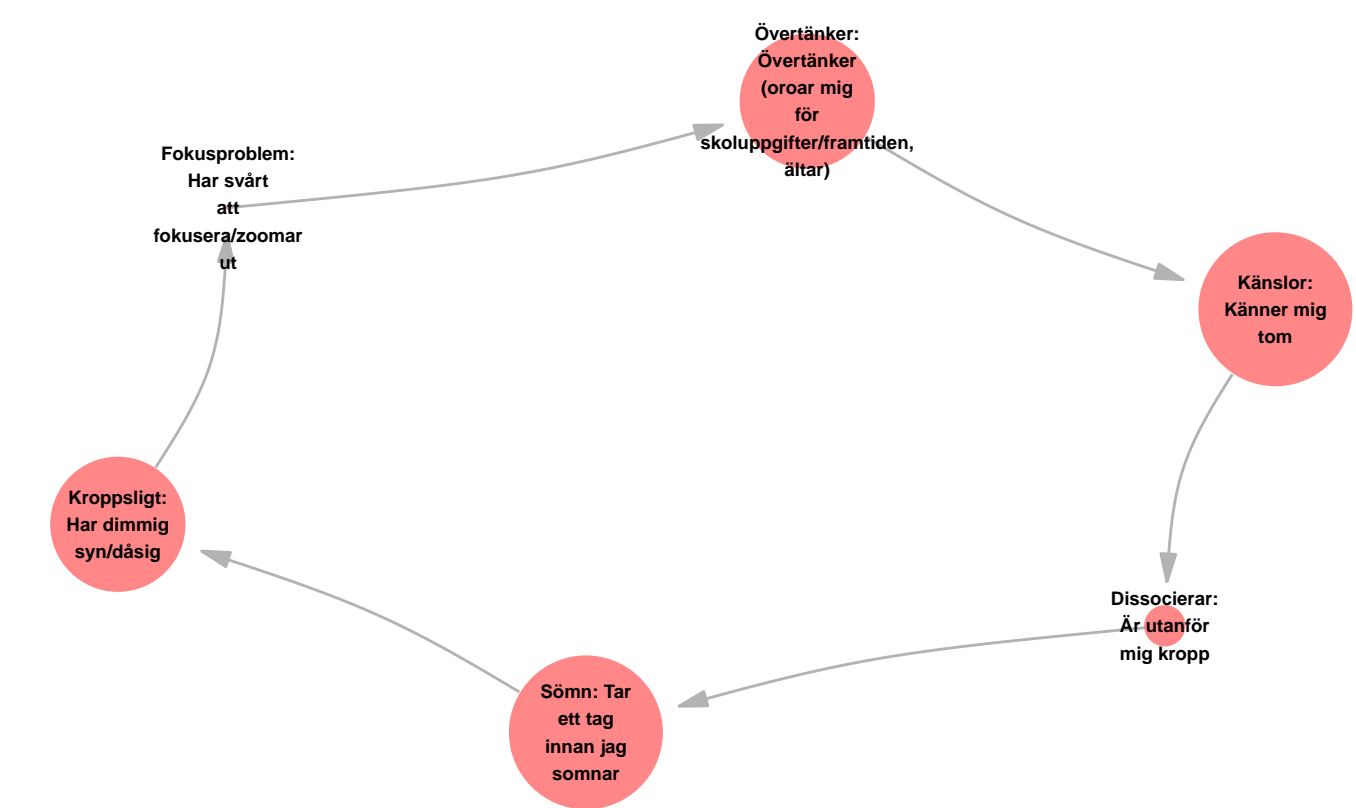 Övertänker:
Övertänker
(oroar mig
för
skoluppgifter/framtiden,
ältar)
Fokusproblem:
Har svårt
att
fokusera/zoomar
ut
Känslor:
Känner mig
tom
Kroppsligt:
Har dimmig
syn/dåsig
Dissocierar:
Är utanför
mig kropp
Sömn: Tar
ett tag
innan jag
somnar